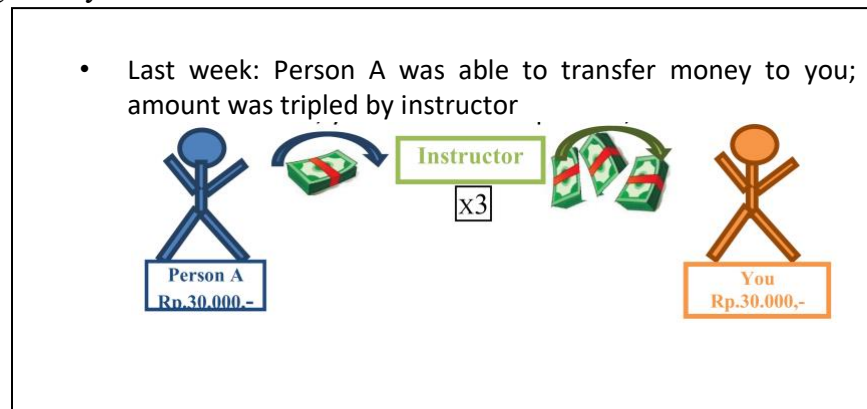 • Last week: Person A was able to transfer money to you;
amount was tripled by instructor
Instructor
x3
Person A
Rp.30.000,-
You
Rp.30.000,-